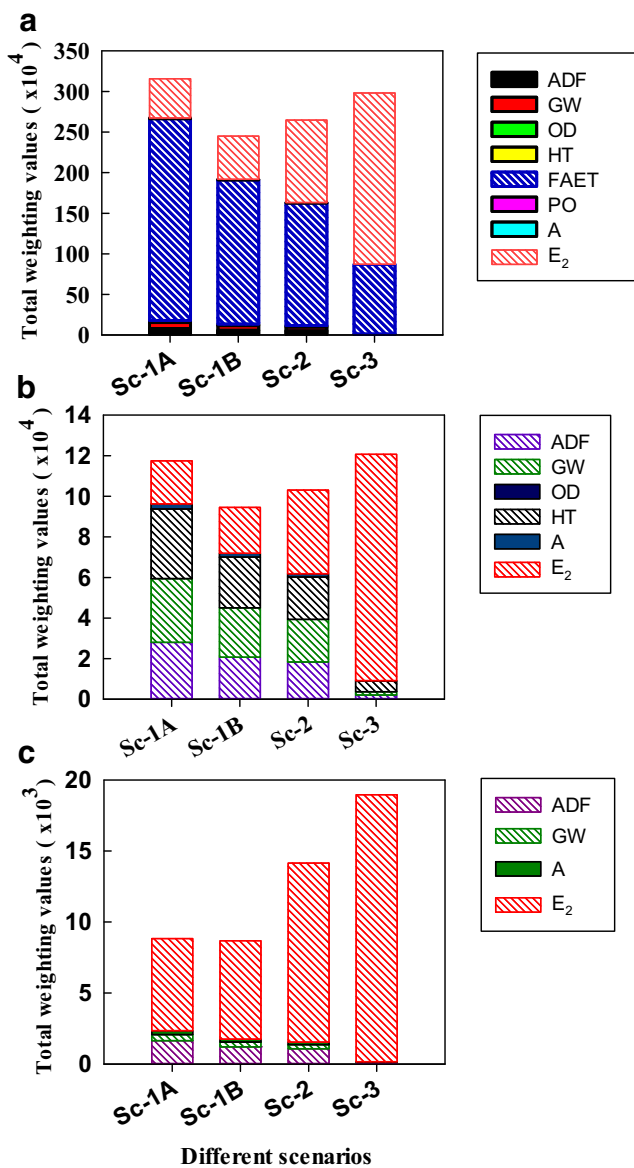 a
Total weighting values ( x10⁴)
350
300
250
200
150
100
50
0
Sc-1A
Sc-1B
Sc-2
Sc-3
ADF
GW
OD
HT
FAET
PO
A
E₂
b
Total weighting values ( x10⁴)
14
12
10
8
6
4
2
0
Sc-1A
Sc-1B
Sc-2
Sc-3
ADF
GW
OD
HT
A
E₂
c
Total weighting values ( x10³)
20
15
10
5
0
Sc-1A
Sc-1B
Sc-2
Sc-3
ADF
GW
A
E₂
Different scenarios